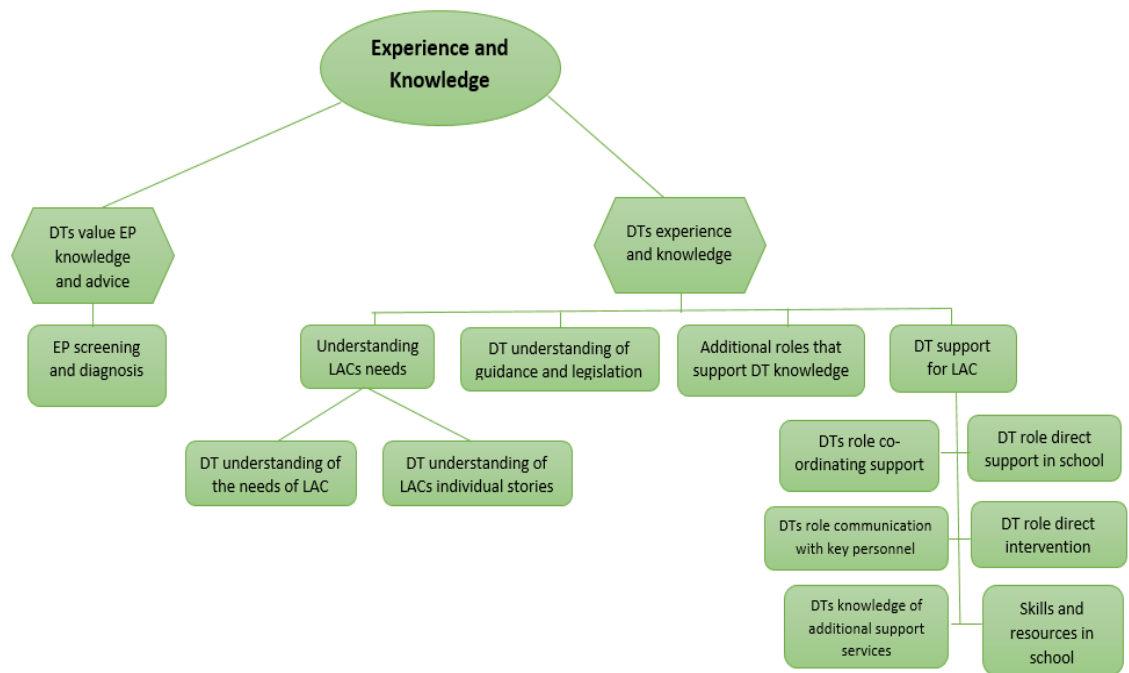 Experience and
Knowledge
DTs value EP
knowledge
and advice
DTs experience
and knowledge
EP screening
and diagnosis
Understanding
LACs needs
DT understanding of
guidance and legislation
Additional roles that
support DT knowledge
DT support
for LAC
DT understanding of
the needs of LAC
DT understanding of
LACs individual stories
DTs role co-
ordinating support
DT role direct
support in school
DTs role communication
with key personnel
DT role direct
intervention
DTs knowledge of
additional support
services
Skills and
resources in
school